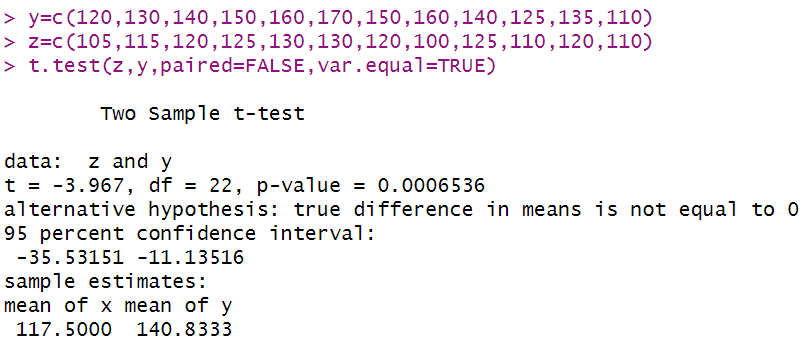 > y=c(120,130,140,150,160,170,150,160,140,125,135,110)
> z=c(105,115,120,125,130,130,120,100,125,110,120,110)
> t.test(z,y,paired=FALSE,var.equal=TRUE)
Two Sample t-test
data:  z and y
t = -3.967, df = 22, p-value = 0.0006536
alternative hypothesis: true difference in means is not equal to 0
95 percent confidence interval:
-35.53151 -11.13516
sample estimates:
mean of x mean of y
117.5000  140.8333